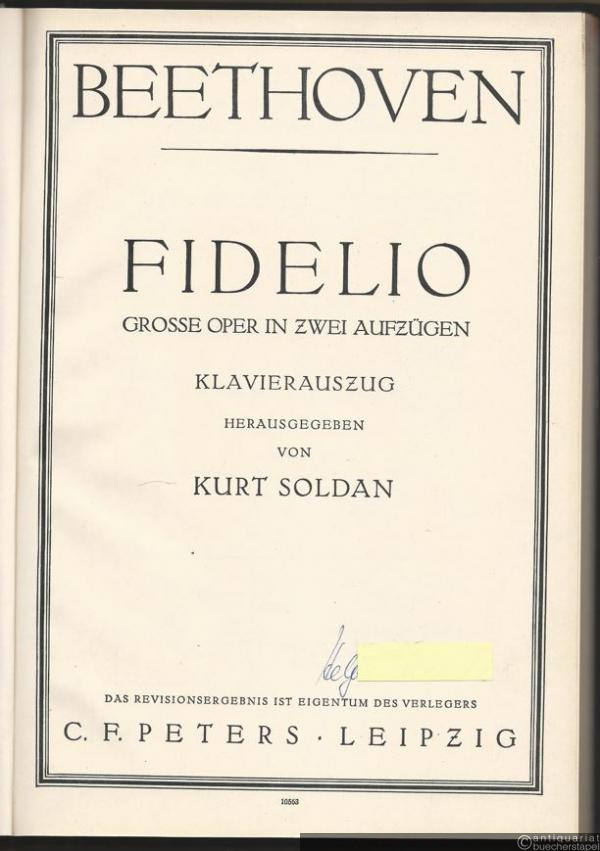 BEETHOVEN
FIDELIO
GROSSE OPER IN ZWEI AUFZÜGEN
KLAVIERAUSZUG
HERAUSGEGEBEN
VON
KURT SOLDAN
DAS REVISIONSERGEBNIS IST EIGENTUM DES VERLEGERS
C. F. PETERS · LEIPZIG
10563
©antiquariat
buecherstapel